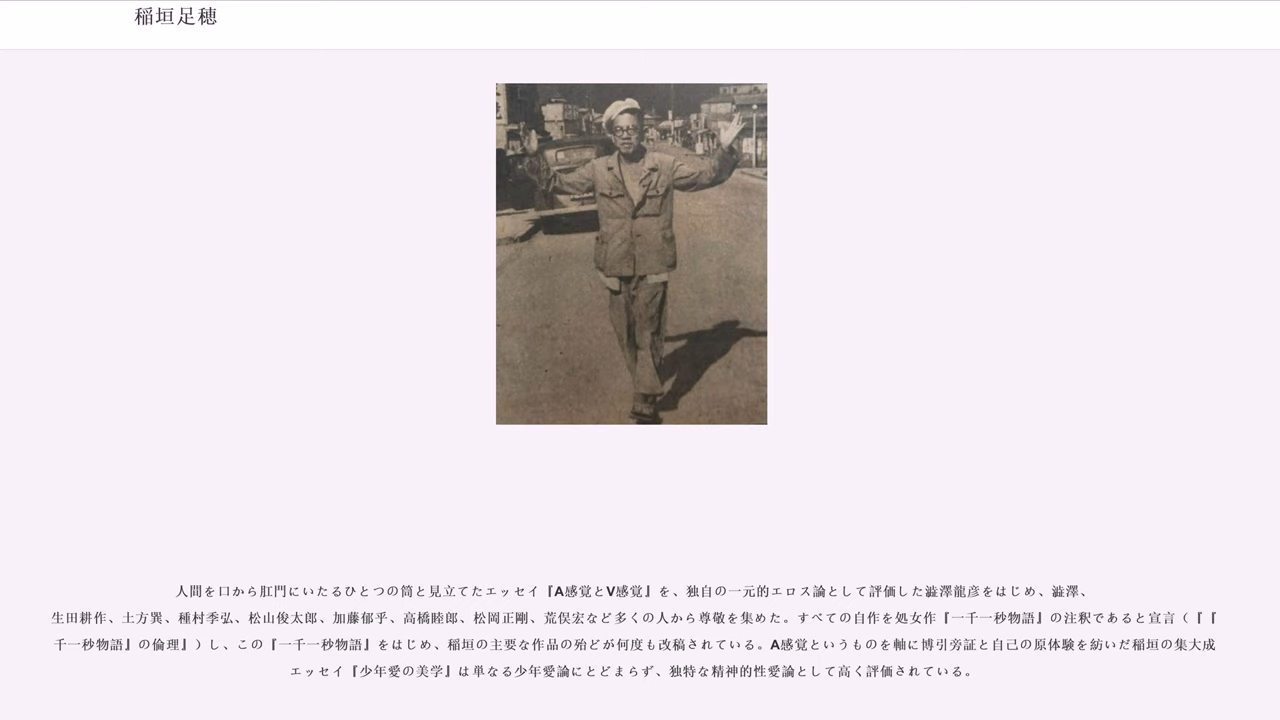 稲垣足穂
人間を口から肛門にいたるひとつの筒と見立てたエッセイ『A感覚とV感覚』を、独自の一元的エロス論として評価した澁澤龍彦をはじめ、澁澤、
生田耕作、土方巽、種村季弘、松山俊太郎、加藤郁乎、高橋睦郎、松岡正剛、荒俣宏など多くの人から尊敬を集めた。すべての自作を処女作『一千一秒物語』の注釈であると宣言（『『
千一秒物語』の倫理』）し、この『一千一秒物語』をはじめ、稲垣の主要な作品の殆どが何度も改稿されている。A感覚というものを軸に博引旁証と自己の原体験を紡いだ稲垣の集大成
エッセイ『少年愛の美学』は単なる少年愛論にとどまらず、独特な精神的性愛論として高く評価されている。